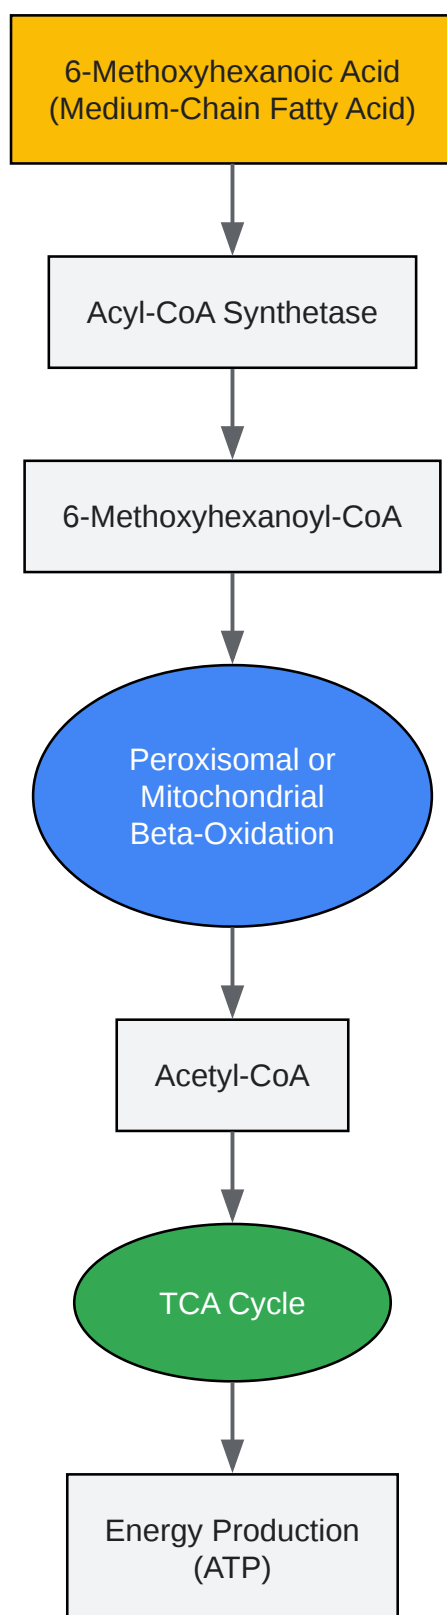 6-Methoxyhexanoic Acid
(Medium-Chain Fatty Acid)
Acyl-CoA Synthetase
6-Methoxyhexanoyl-CoA
Peroxisomal or
Mitochondrial
Beta-Oxidation
Acetyl-CoA
TCA Cycle
Energy Production
(ATP)